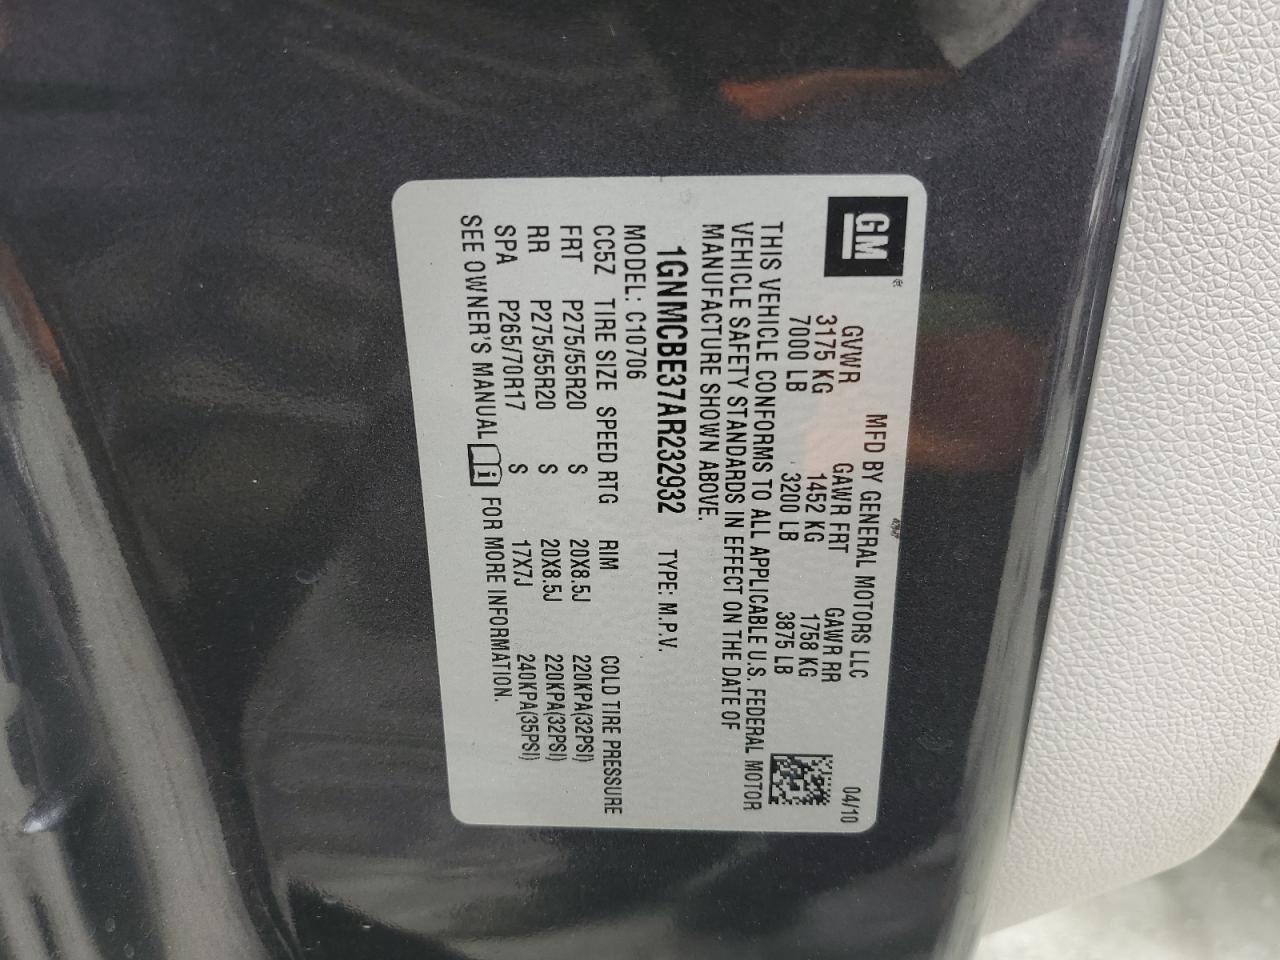 GM
MFD BY GENERAL MOTORS LLC 04/10
GVWR GAWR FRT GAWR RR
3175 KG 1452 KG 1758 KG
7000 LB 3200 LB 3875 LB
THIS VEHICLE CONFORMS TO ALL APPLICABLE U.S. FEDERAL MOTOR
VEHICLE SAFETY STANDARDS IN EFFECT ON THE DATE OF
MANUFACTURE SHOWN ABOVE.
1GNMCBE37AR232932 TYPE: M.P.V.
MODEL: C10706
CC5Z TIRE SIZE SPEED RTG RIM COLD TIRE PRESSURE
FRT P275/55R20 S 20X8.5J 220KPA(32PSI)
RR P275/55R20 S 20X8.5J 220KPA(32PSI)
SPA P265/70R17 S 17X7J 240KPA(35PSI)
SEE OWNER'S MANUAL i FOR MORE INFORMATION.